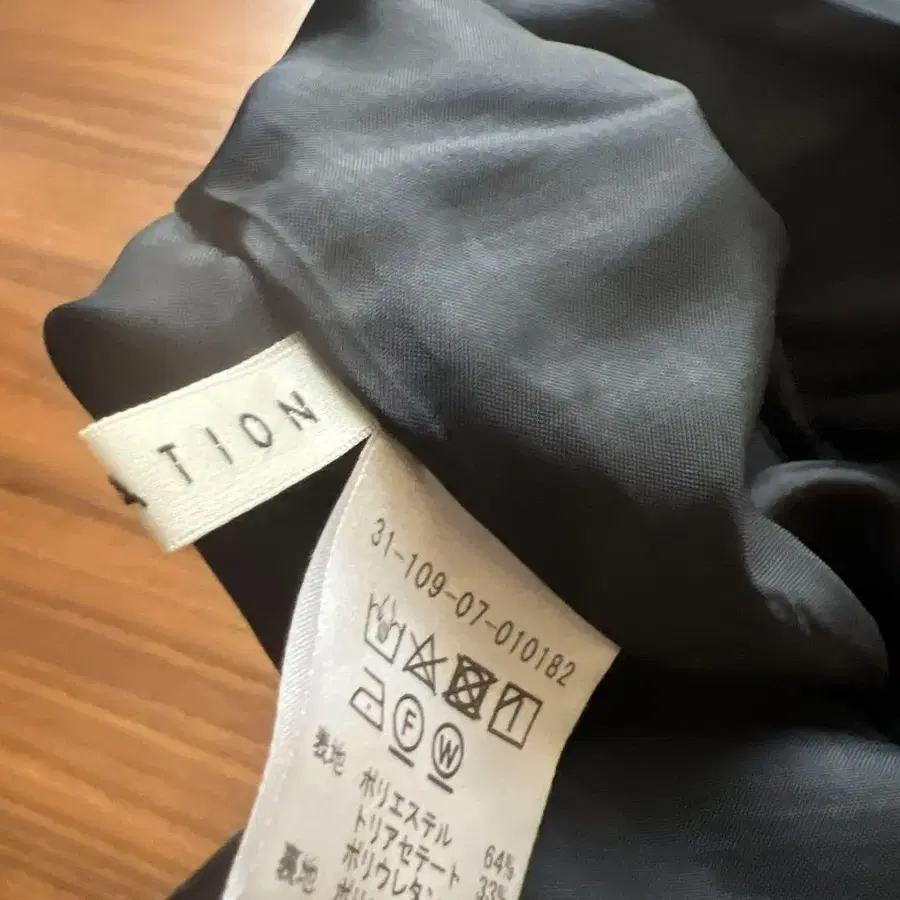 ATION
31-109-07-010182
F W
表地 ポリエステル 64%
トリアセテート 33%
ポリウレタン
裏地